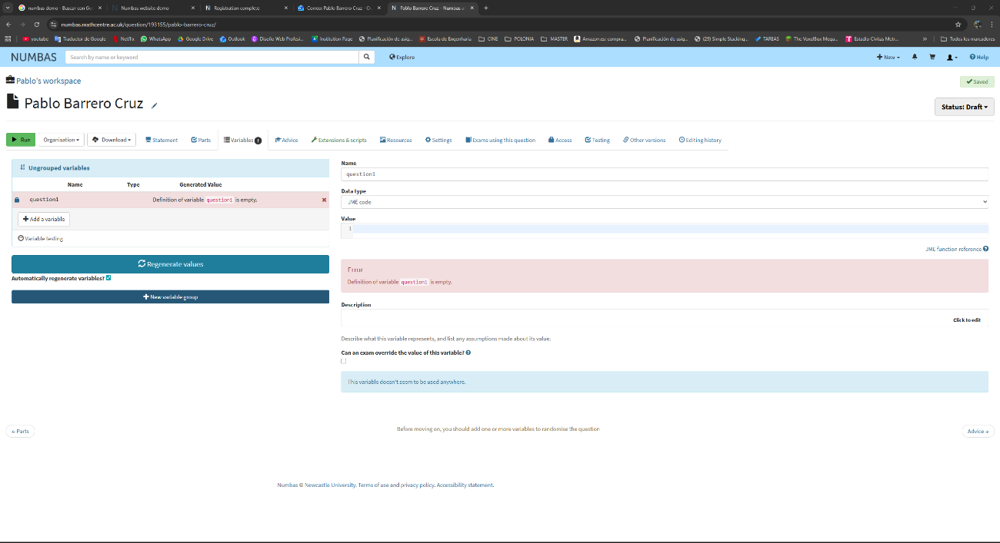 numbas demo - Buscar con Go
Numbas website demo
Registration complete
Correo: Pablo Barrero Cruz - O
Pablo Barrero Cruz - Numbas at
numbas.mathcentre.ac.uk/question/193155/pablo-barrero-cruz/
youtube
Traductor de Google
Netflix
WhatsApp
Google Drive
Outlook
Diseño Web Profesi...
Institution Page
Planificación de asig...
Escola de Engenharia
CINE
POLONIA
MASTER
Amazon.es: compra...
Planificación de asig...
(29) Simple Stacking...
TAREAS
The VoxelBox Mega...
Estadio Cívitas Metr...
»
Todos los marcadores
NUMBAS
Search by name or keyword
Explore
New
Help
Pablo's workspace
Saved
Pablo Barrero Cruz
Status: Draft
Run
Organisation
Download
Statement
Parts
Variables
Advice
Extensions & scripts
Resources
Settings
Exams using this question
Access
Testing
Other versions
Editing history
Ungrouped variables
Name Type Generated Value
question1 Definition of variable question1 is empty.
Add a variable
Variable testing
Regenerate values
Automatically regenerate variables?
New variable group
Name
question1
Data type
JME code
Value
1
JME function reference
Error
Definition of variable question1 is empty.
Description
Click to edit
Describe what this variable represents, and list any assumptions made about its value.
Can an exam override the value of this variable?
This variable doesn't seem to be used anywhere.
← Parts
Before moving on, you should add one or more variables to randomise the question
Advice →
Numbas © Newcastle University. Terms of use and privacy policy. Accessibility statement.